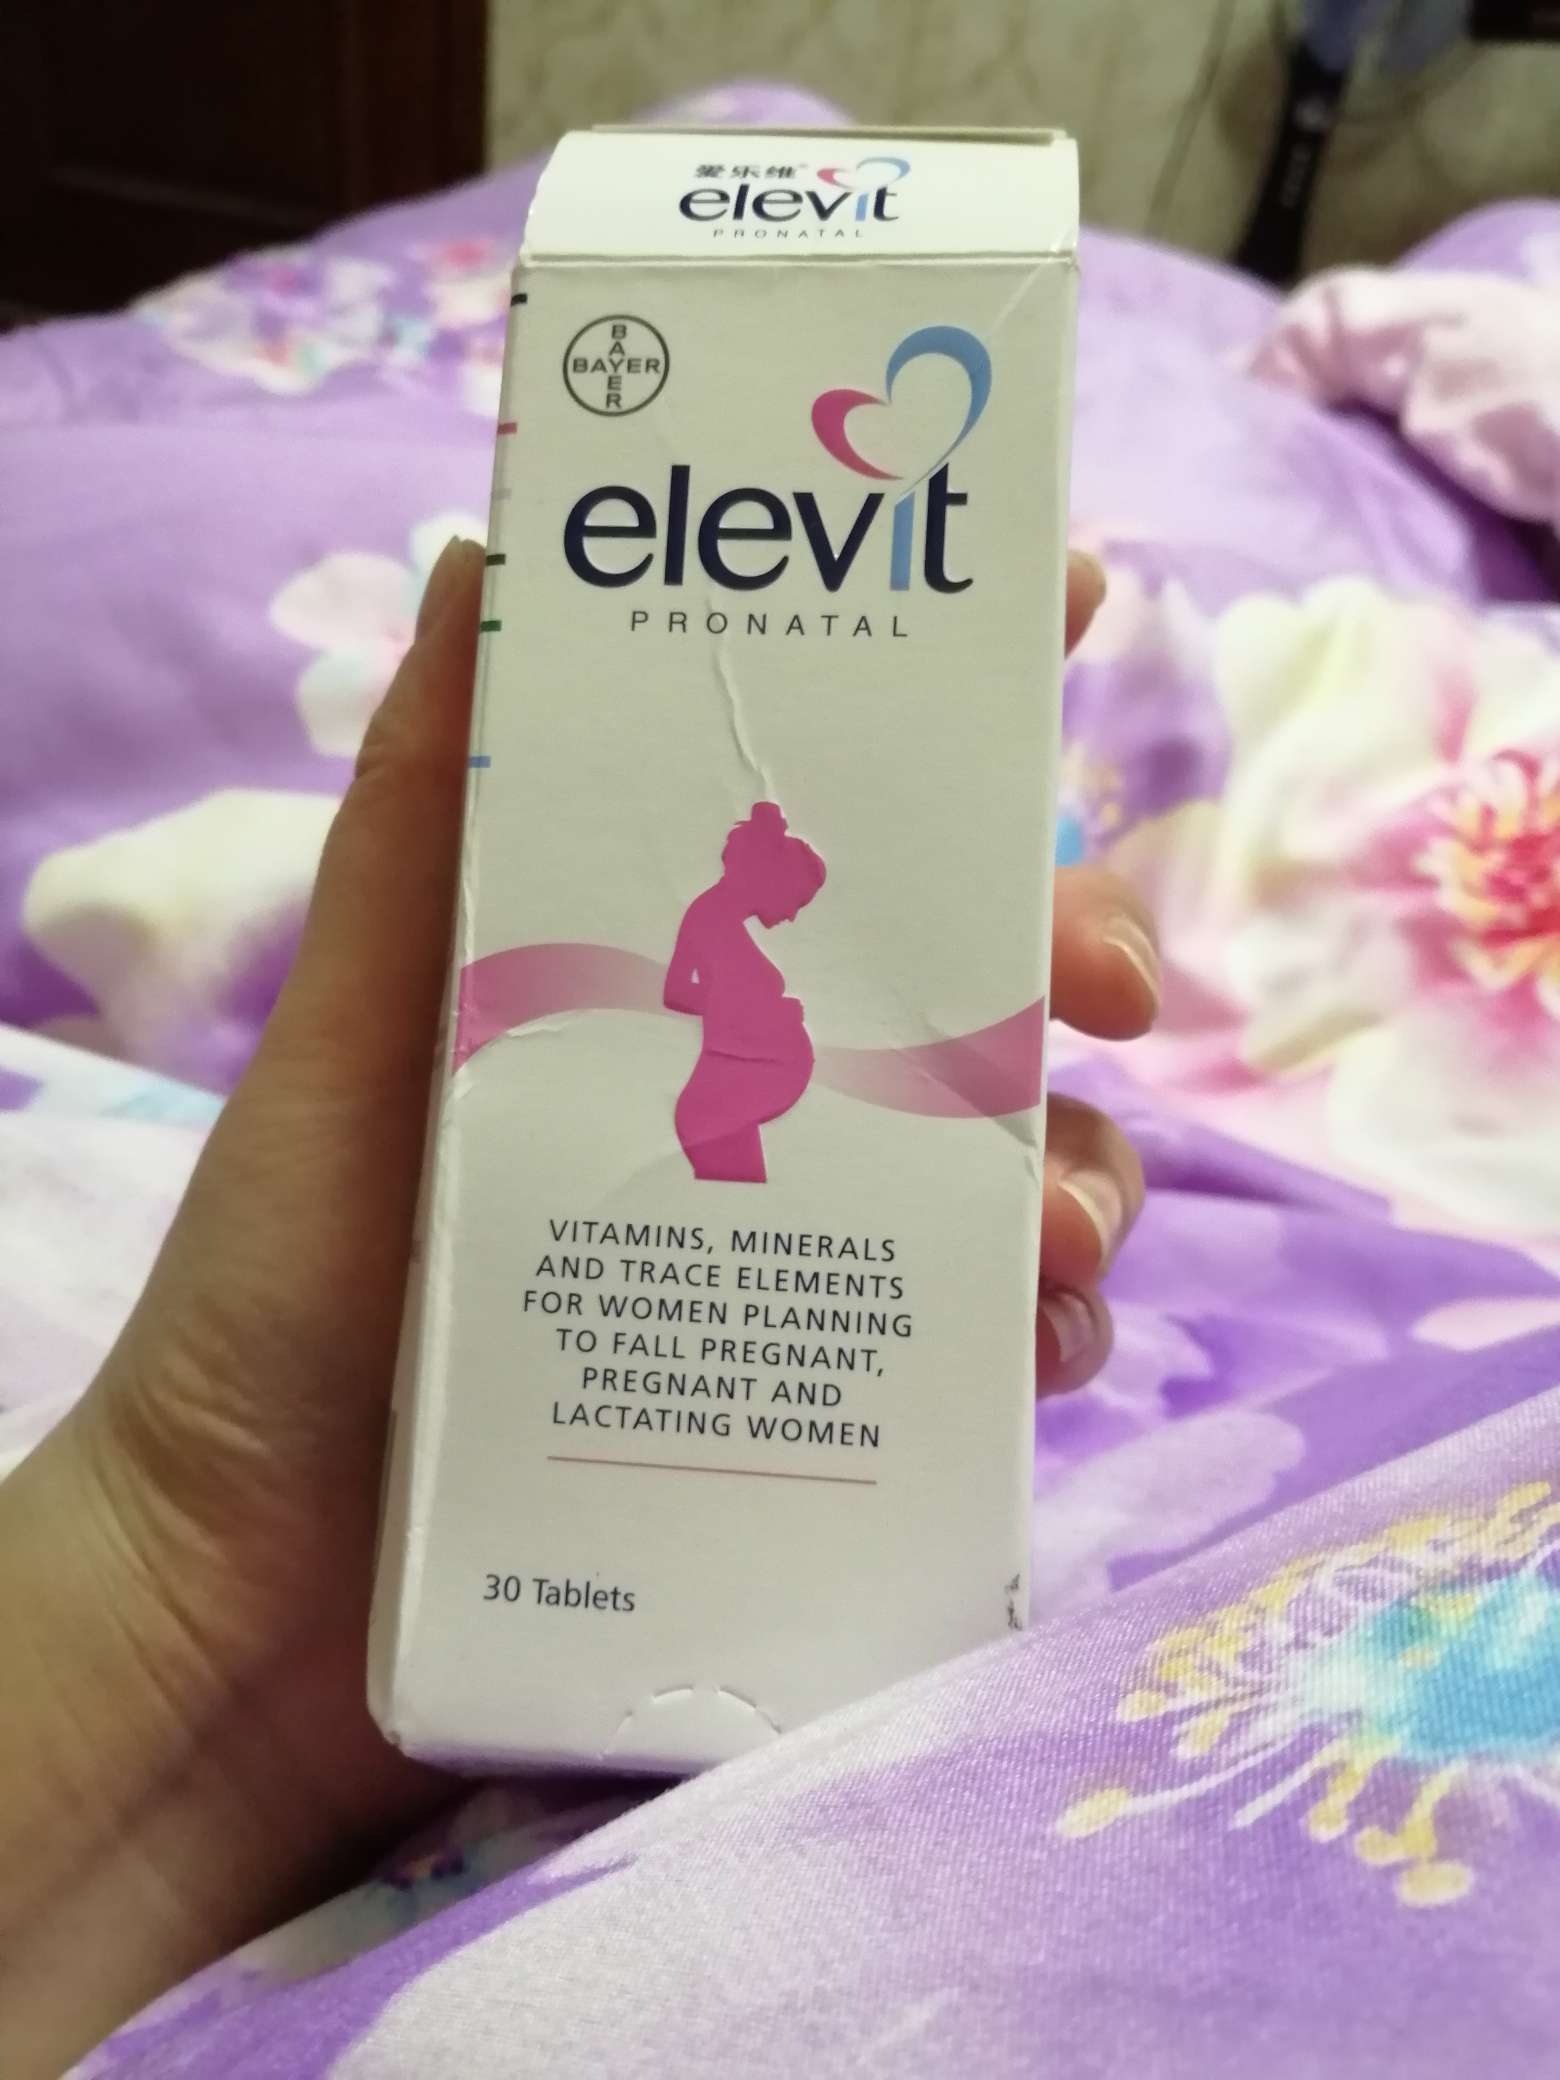 爱乐维
elevit
PRONATAL
BAYER
BAYER
elevit
PRONATAL
VITAMINS, MINERALS
AND TRACE ELEMENTS
FOR WOMEN PLANNING
TO FALL PREGNANT,
PREGNANT AND
LACTATING WOMEN
30 Tablets